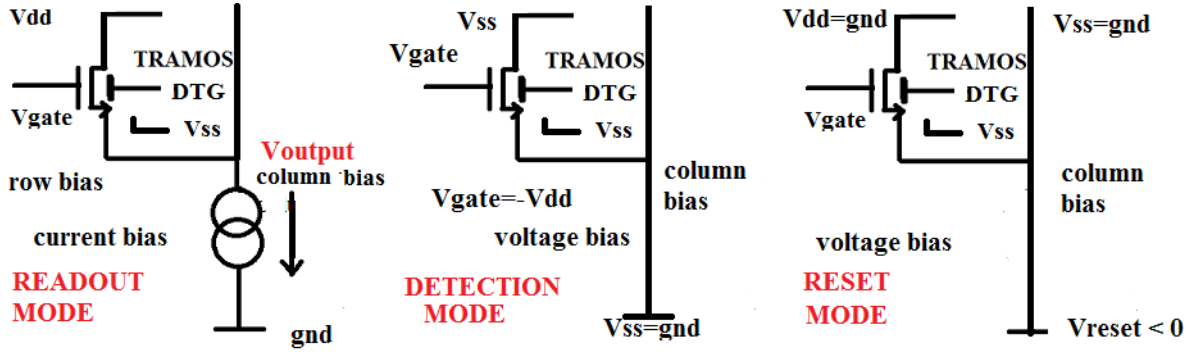 Vdd
TRAMOS
DTG
Vgate
Vss
Voutput
row bias
column bias
current bias
READOUT
MODE
gnd
Vss
Vgate
TRAMOS
DTG
Vss
column
bias
Vgate=-Vdd
voltage bias
DETECTION
MODE
Vss=gnd
Vdd=gnd
Vss=gnd
TRAMOS
DTG
Vgate
Vss
column
bias
voltage bias
RESET
MODE
Vreset < 0